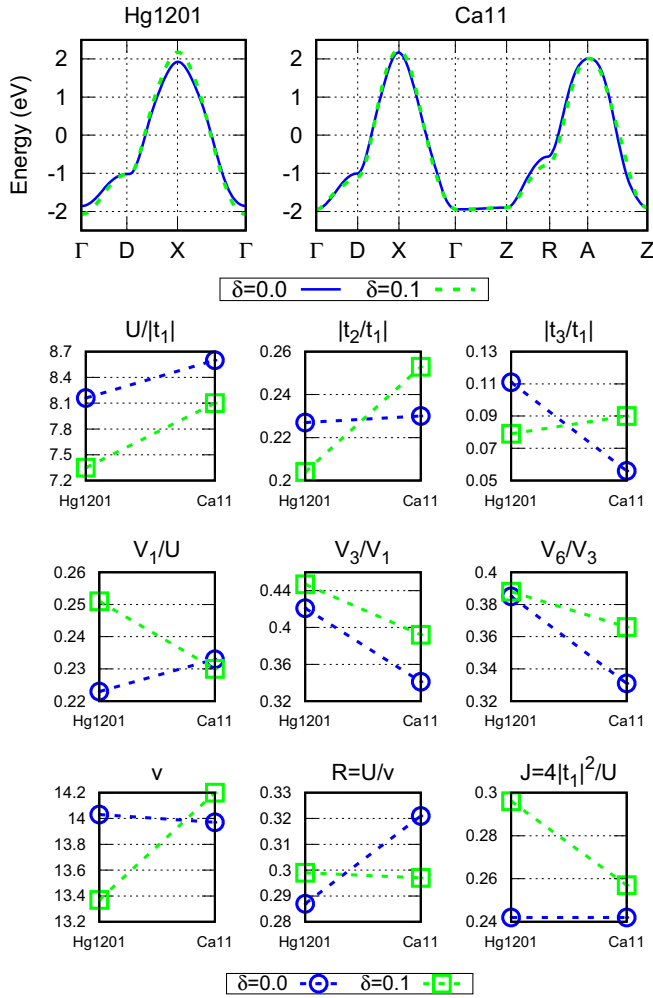 Hg1201 Ca11
Energy (eV)
2 2
1 1
0 0
-1 -1
-2 -2
Γ D X Γ Γ D X Γ Z R A Z
δ=0.0 δ=0.1
U/|t₁| |t₂/t₁| |t₃/t₁|
8.7 0.26 0.13
8.4
8.1 0.24 0.11
7.8 0.09
7.5 0.22 0.07
7.2 0.2 0.05
Hg1201 Ca11 Hg1201 Ca11 Hg1201 Ca11
V₁/U V₃/V₁ V₆/V₃
0.26 0.44 0.4
0.25 0.4 0.38
0.24 0.36
0.23 0.36 0.34
0.22 0.32 0.32
Hg1201 Ca11 Hg1201 Ca11 Hg1201 Ca11
v R=U/v J=4|t₁|²/U
14.2 0.33 0.3
14 0.32
13.8 0.31 0.28
13.6 0.3 0.26
13.4 0.29
13.2 0.28 0.24
Hg1201 Ca11 Hg1201 Ca11 Hg1201 Ca11
δ=0.0 δ=0.1